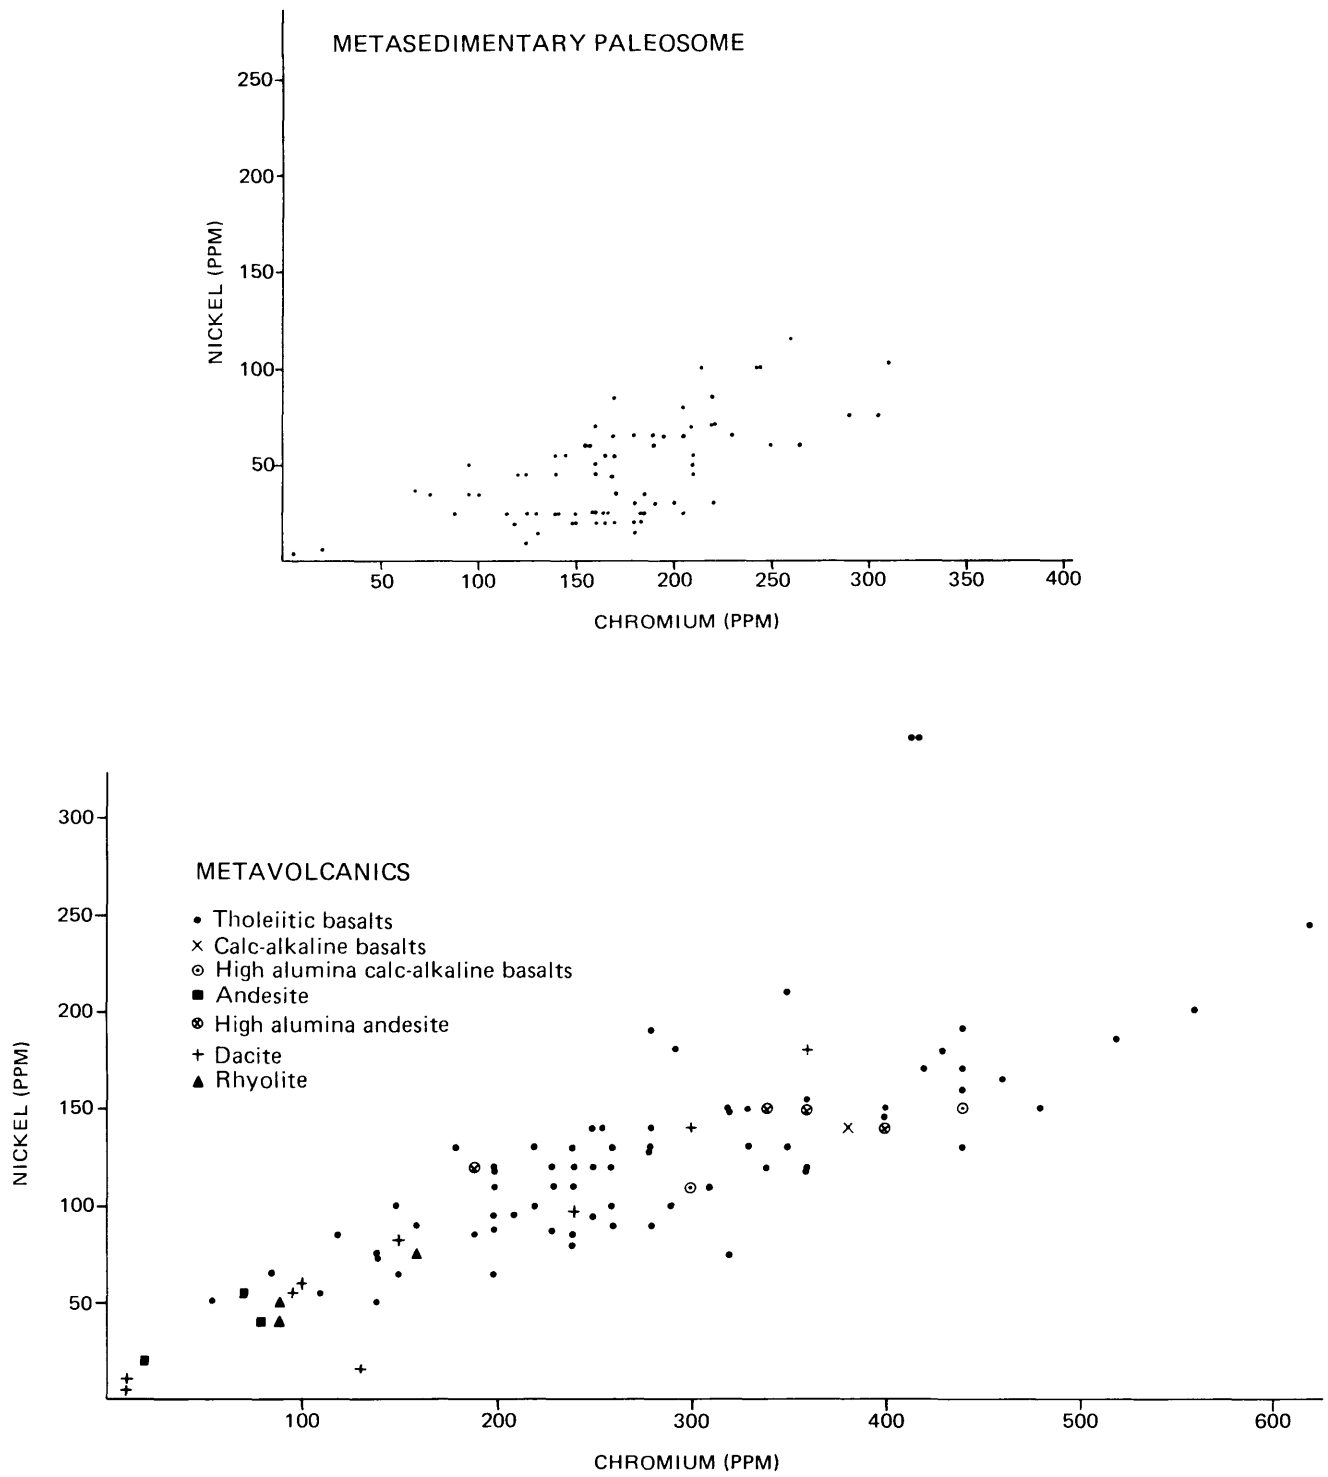 METASEDIMENTARY PALEOSOME
250
200
150
100
50
NICKEL (PPM)
50 100 150 200 250 300 350 400
CHROMIUM (PPM)
300
250
200
150
100
50
NICKEL (PPM)
METAVOLCANICS
Tholeiitic basalts
Calc-alkaline basalts
High alumina calc-alkaline basalts
Andesite
High alumina andesite
Dacite
Rhyolite
100 200 300 400 500 600
CHROMIUM (PPM)